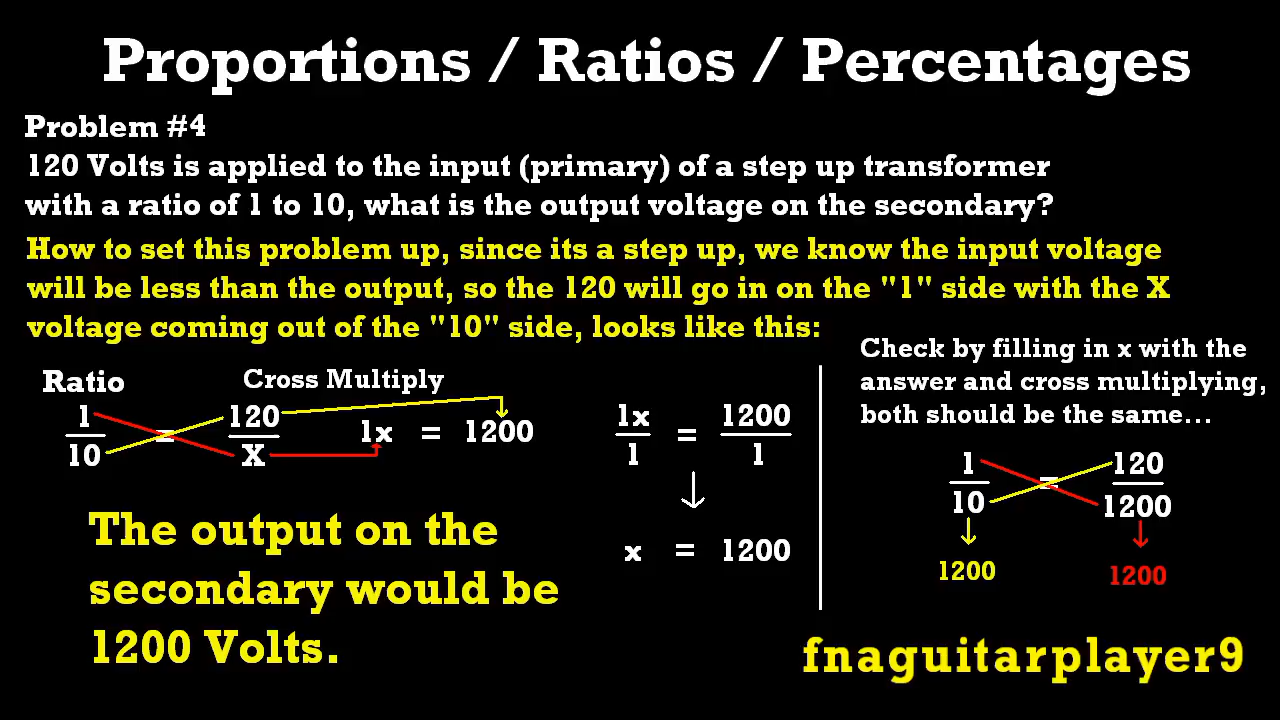 Proportions / Ratios / Percentages
Problem #4
120 Volts is applied to the input (primary) of a step up transformer
with a ratio of 1 to 10, what is the output voltage on the secondary?
How to set this problem up, since its a step up, we know the input voltage
will be less than the output, so the 120 will go in on the "1" side with the X
voltage coming out of the "10" side, looks like this:
Ratio
Cross Multiply
1
10
=
120
X
1x = 1200
1x
1
=
1200
1
x = 1200
The output on the
secondary would be
1200 Volts.
Check by filling in x with the
answer and cross multiplying,
both should be the same...
1
10
=
120
1200
1200
1200
fnaguitarplayer9